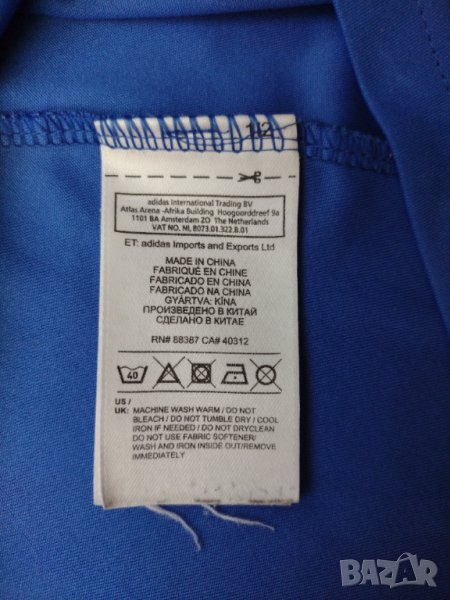 1/2
adidas International Trading BV
Atlas Arena -Afrika Building Hoogoorddreef 9a
1101 BA Amsterdam ZO The Netherlands
VAT NO. NL 8073.01.322.B.01
ET: adidas Imports and Exports Ltd
MADE IN CHINA
FABRIQUÉ EN CHINE
FABRICADO EN CHINA
FABRICADO NA CHINA
GYÁRTVA: KÍNA
ПРОИЗВЕДЕНО В КИТАЙ
СДЕЛАНО В КИТАЕ
RN# 88387 CA# 40312
40
US /
UK: MACHINE WASH WARM / DO NOT
BLEACH / DO NOT TUMBLE DRY / COOL
IRON IF NEEDED / DO NOT DRYCLEAN
DO NOT USE FABRIC SOFTENER/
WASH AND IRON INSIDE OUT/REMOVE
IMMEDIATELY
BAZAR